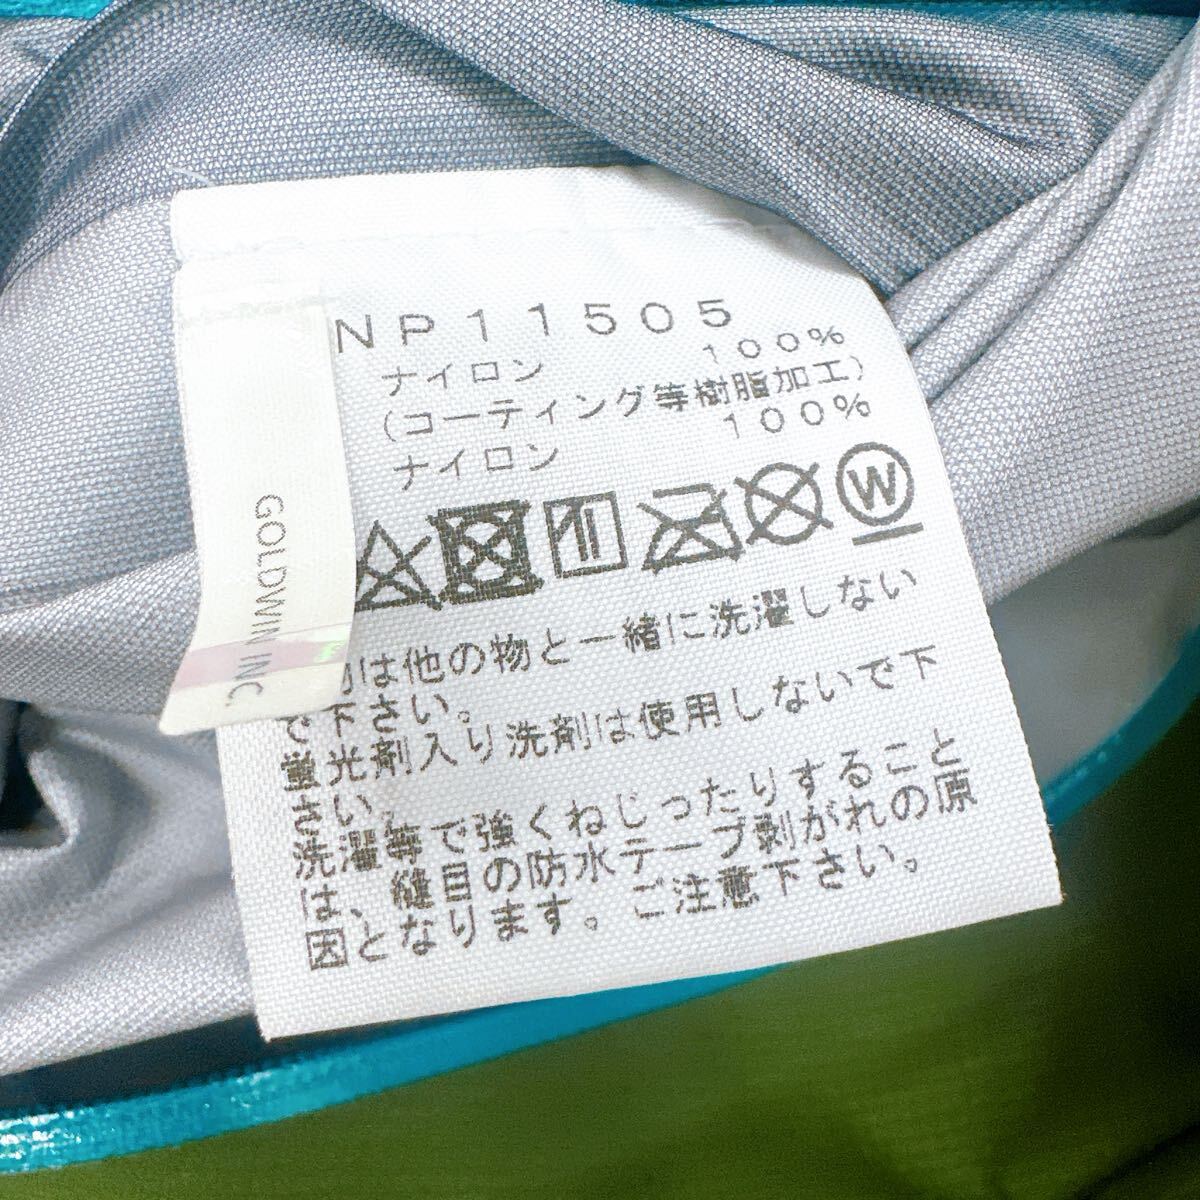 NP11505
ナイロン 100%
(コーティング等樹脂加工)
ナイロン 100%
W
は他の物と一緒に洗濯しない
で下さい。
蛍光剤入り洗剤は使用しないで下
さい。
洗濯等で強くねじったりすること
は、縫目の防水テープ剥がれの原
因となります。ご注意下さい。
GOLDWIN INC.